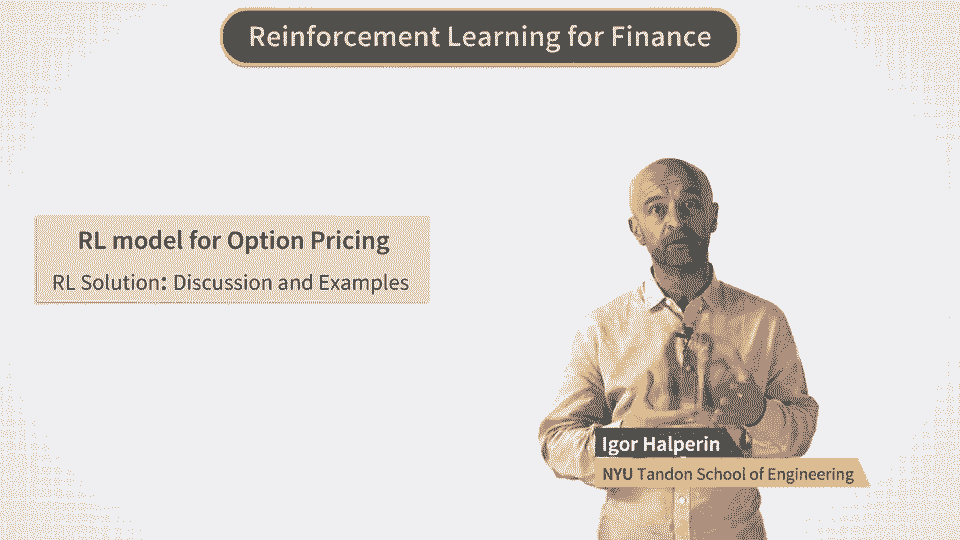 Reinforcement Learning for Finance
RL model for Option Pricing
RL Solution: Discussion and Examples
Igor Halperin
NYU Tandon School of Engineering